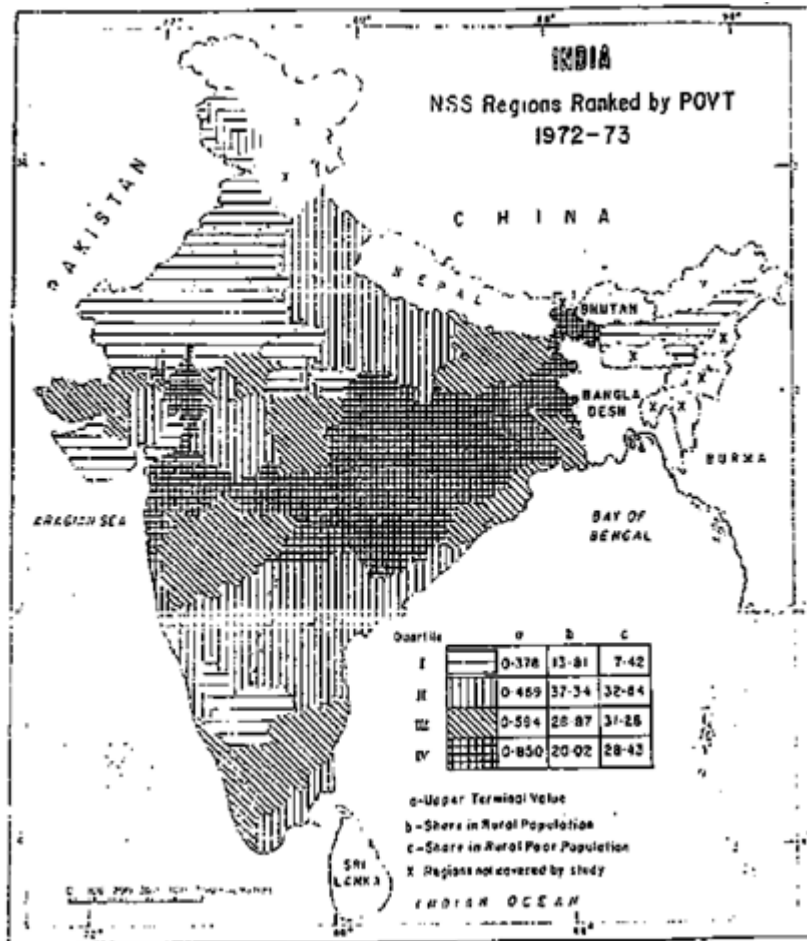 INDIA
NSS Regions Ranked by POVT
1972-73
PAKISTAN
CHINA
NEPAL
BHUTAN
BANGLA
DESH
BURMA
ARABIAN SEA
BAY OF
BENGAL
Quartile a b c
I 0·378 13·81 7·42
II 0·469 37·34 32·84
III 0·594 28·87 31·28
IV 0·850 20·02 28·43
a-Upper Terminal Value
b-Share in Rural Population
c-Share in Rural Poor Population
X Regions not covered by study
SRI
LANKA
INDIAN OCEAN